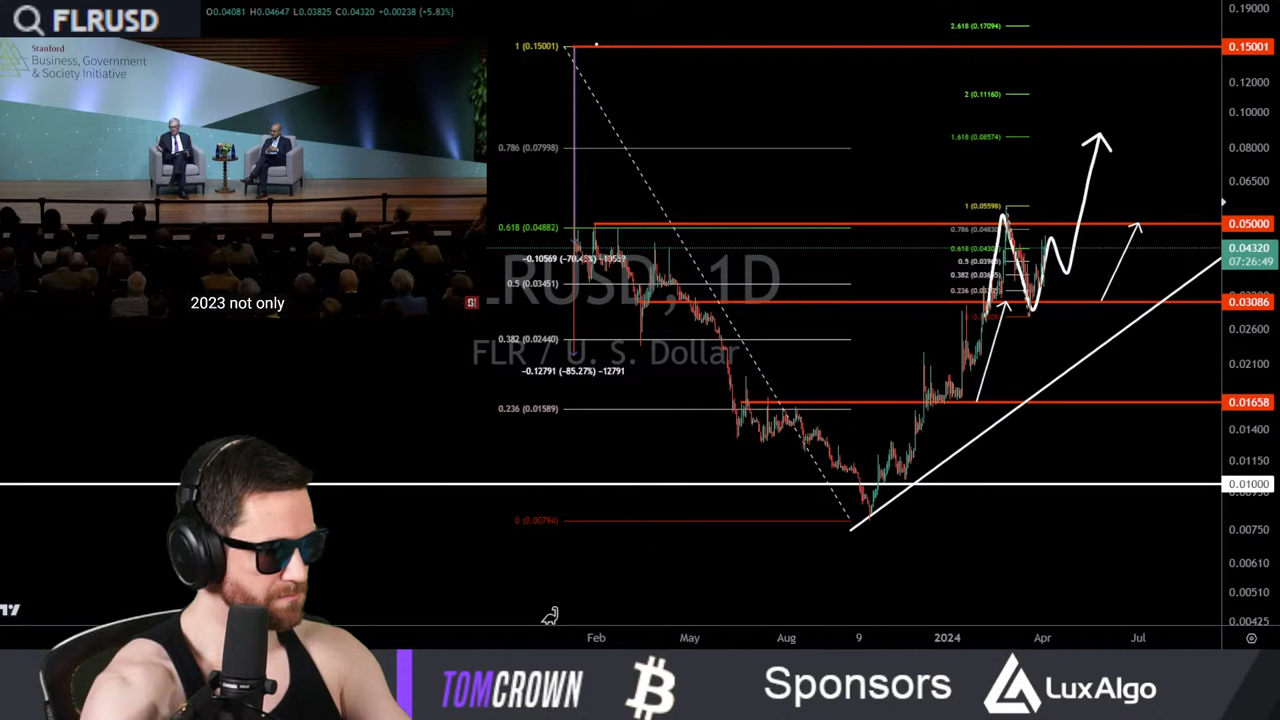 FLRUSD
O0.04081 H0.04647 L0.03825 C0.04320 +0.00238 (+5.83%)
Stanford
Business, Government
& Society Initiative
2023 not only
FLR / U. S. Dollar
LRUSD, 1D
1 (0.15001)
0.786 (0.07998)
0.618 (0.04882)
0.5 (0.03451)
0.382 (0.02440)
0.236 (0.01589)
0 (0.00794)
-0.12791 (-85.27%) -12791
2.618 (0.17094)
2 (0.11160)
1.618 (0.08574)
1 (0.05598)
0.19000
0.15001
0.12000
0.10000
0.08000
0.06500
0.05000
0.04320
07:26:49
0.03086
0.02600
0.02100
0.01658
0.01400
0.01150
0.01000
0.00750
0.00610
0.00510
0.00425
Feb
May
Aug
9
2024
Apr
Jul
TOMCROWN
Sponsors
LuxAlgo